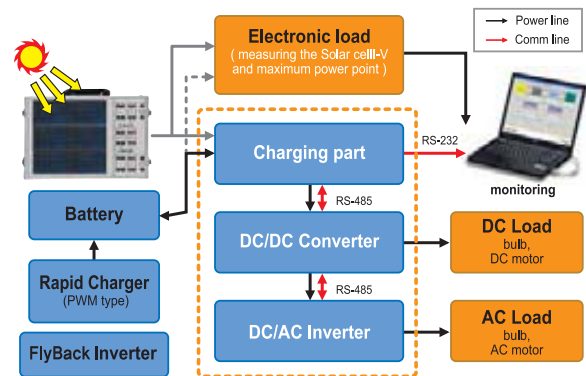 Electronic load
( measuring the Solar cellI-V
and maximum power point )
Power line
Comm line
Charging part
RS-232
monitoring
RS-485
Battery
DC/DC Converter
DC Load
bulb,
DC motor
Rapid Charger
(PWM type)
RS-485
DC/AC Inverter
AC Load
bulb,
AC motor
FlyBack Inverter